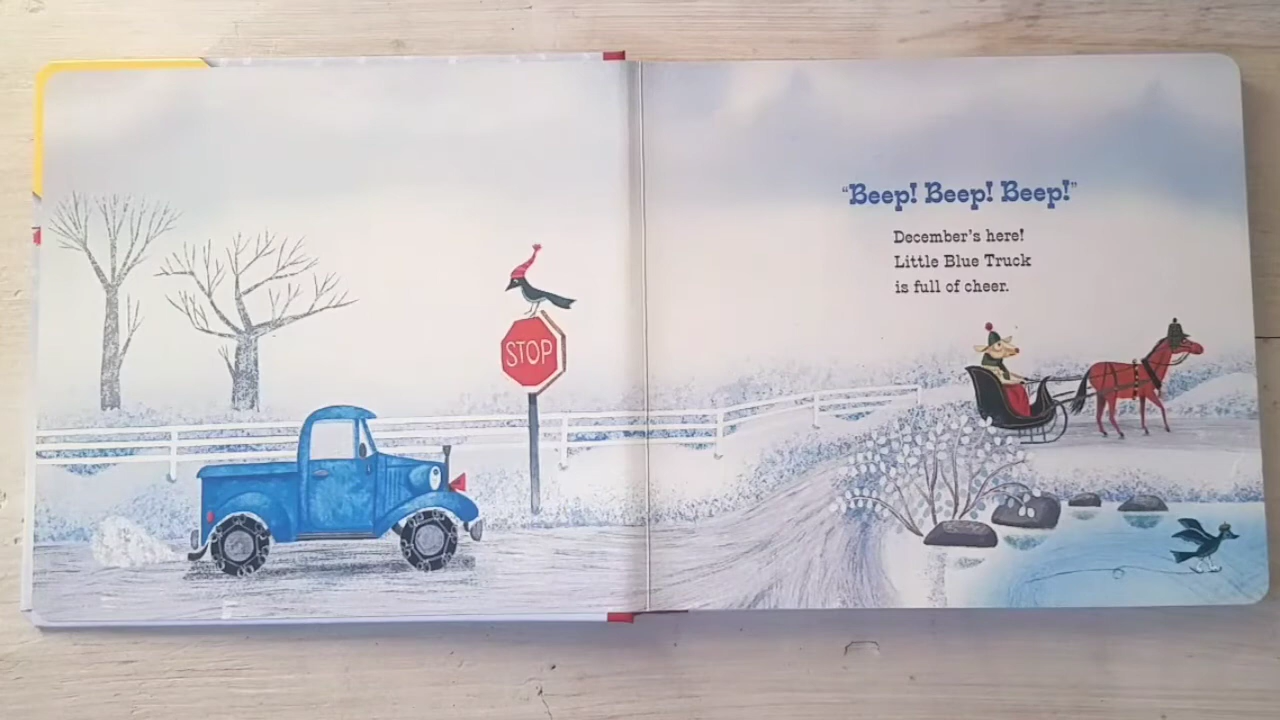 STOP
“Beep! Beep! Beep!”
December's here!
Little Blue Truck
is full of cheer.